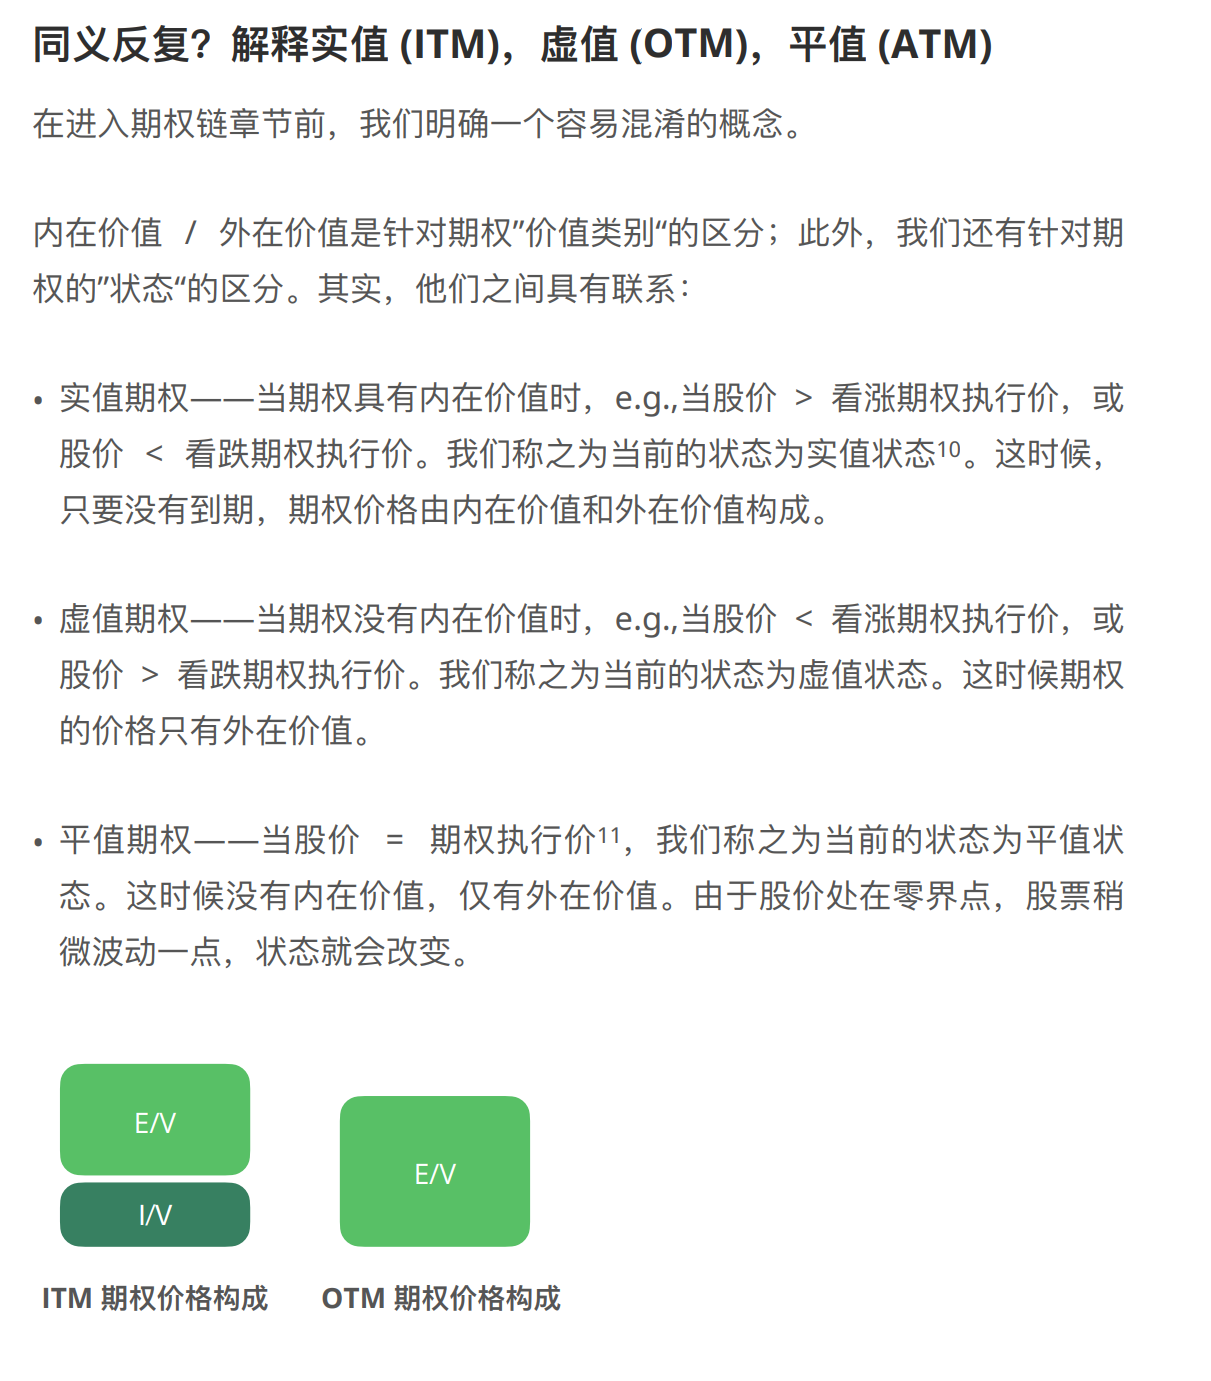 同义反复？解释实值 (ITM)，虚值 (OTM)，平值 (ATM)
在进入期权链章节前，我们明确一个容易混淆的概念。
内在价值 / 外在价值是针对期权”价值类别“的区分；此外，我们还有针对期
权的”状态“的区分。其实，他们之间具有联系：
• 实值期权——当期权具有内在价值时，e.g.,当股价 > 看涨期权执行价，或
股价 < 看跌期权执行价。我们称之为当前的状态为实值状态¹⁰。这时候，
只要没有到期，期权价格由内在价值和外在价值构成。
• 虚值期权——当期权没有内在价值时，e.g.,当股价 < 看涨期权执行价，或
股价 > 看跌期权执行价。我们称之为当前的状态为虚值状态。这时候期权
的价格只有外在价值。
• 平值期权——当股价 = 期权执行价¹¹，我们称之为当前的状态为平值状
态。这时候没有内在价值，仅有外在价值。由于股价处在零界点，股票稍
微波动一点，状态就会改变。
E/V
I/V
ITM 期权价格构成
E/V
OTM 期权价格构成